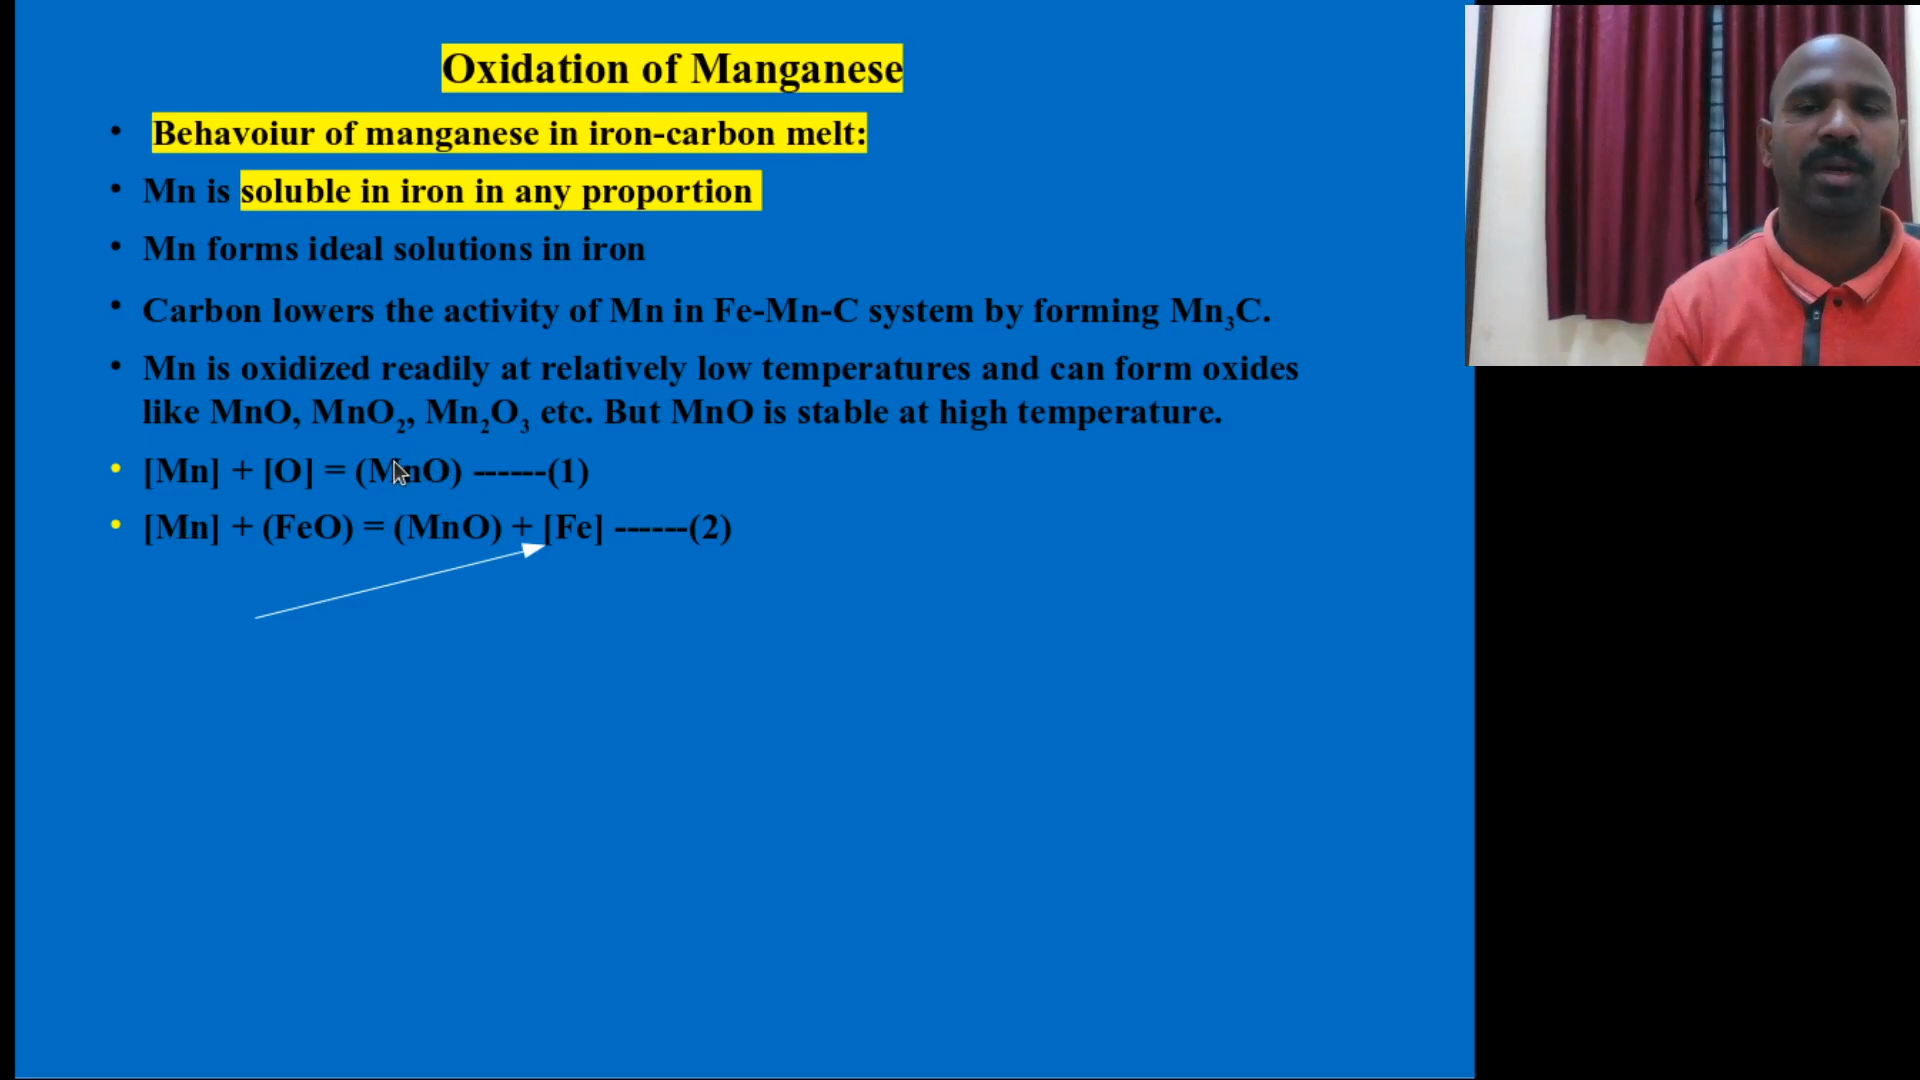 Oxidation of Manganese
• Behavoiur of manganese in iron-carbon melt:
• Mn is soluble in iron in any proportion
• Mn forms ideal solutions in iron
• Carbon lowers the activity of Mn in Fe-Mn-C system by forming Mn₃C.
• Mn is oxidized readily at relatively low temperatures and can form oxides
like MnO, MnO₂, Mn₂O₃ etc. But MnO is stable at high temperature.
• [Mn] + [O] = (MnO) ------(1)
• [Mn] + (FeO) = (MnO) + [Fe] ------(2)